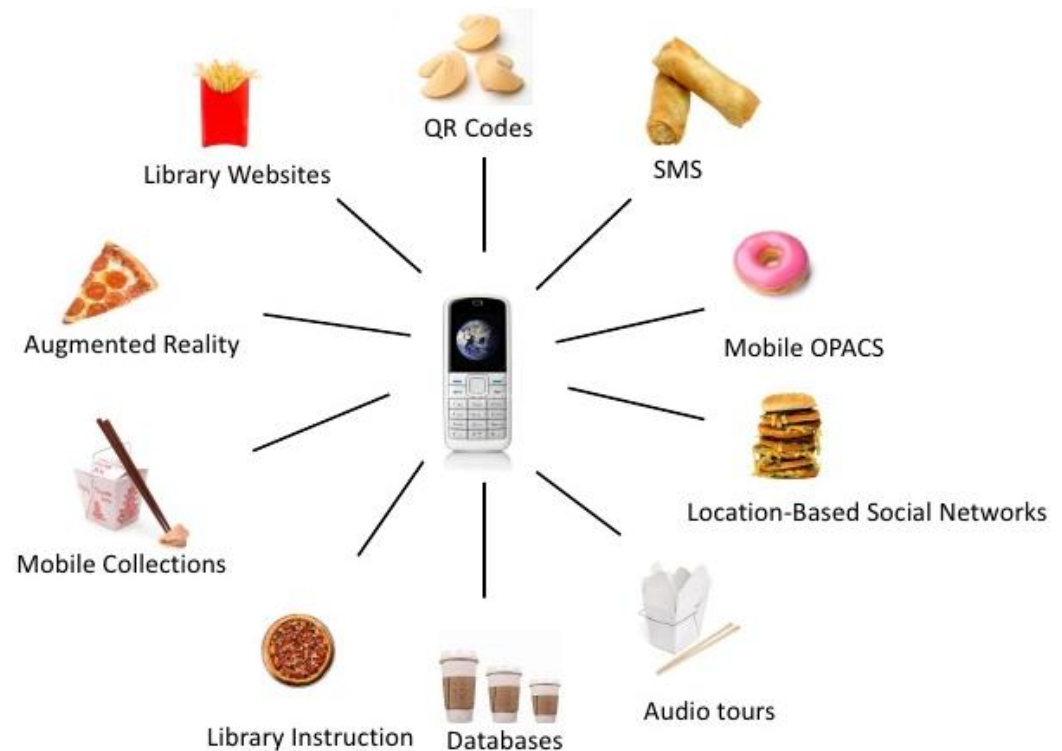 QR Codes
SMS
Library Websites
Augmented Reality
Mobile OPACS
Location-Based Social Networks
Mobile Collections
Audio tours
Library Instruction
Databases